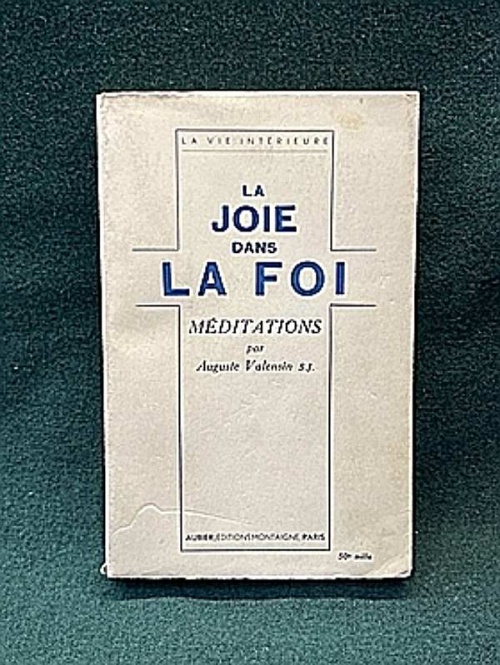 LA VIE INTÉRIEURE
LA
JOIE
DANS
LA FOI
MÉDITATIONS
par
Auguste Valensin S.J.
AUBIER, ÉDITIONS MONTAIGNE, PARIS
50e mille